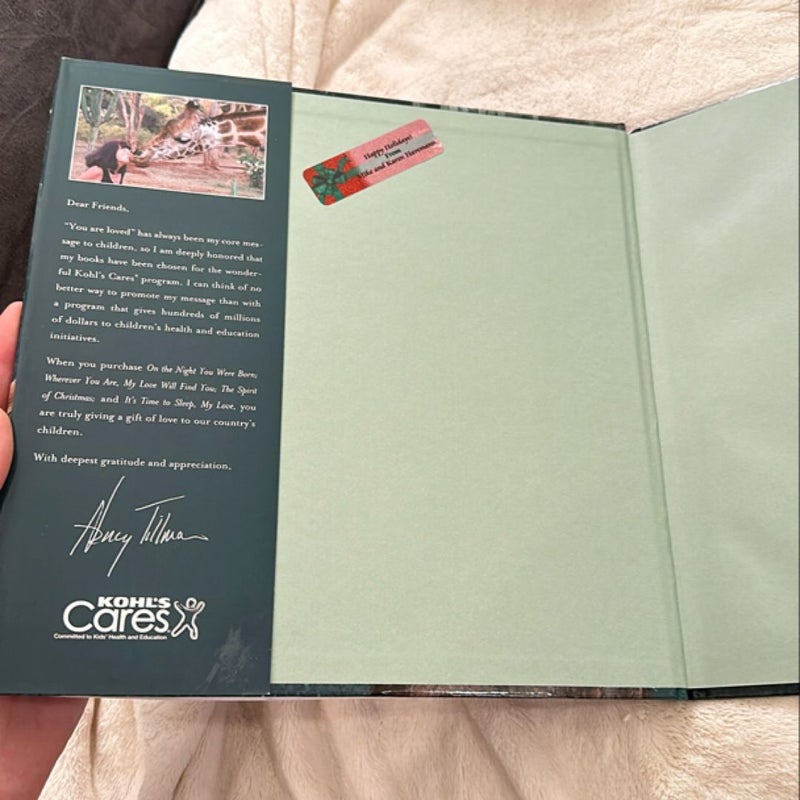 Dear Friends,
"You are loved" has always been my core mes-
sage to children, so I am deeply honored that
my books have been chosen for the wonder-
ful Kohl's Cares® program. I can think of no
better way to promote my message than with
a program that gives hundreds of millions
of dollars to children's health and education
initiatives.
When you purchase On the Night You Were Born;
Wherever You Are, My Love Will Find You; The Spirit
of Christmas; and It's Time to Sleep, My Love, you
are truly giving a gift of love to our country's
children.
With deepest gratitude and appreciation,
Nancy Tillman
KOHL'S
Cares
Committed to Kids' Health and Education
Happy Holidays!
From
Mike and Karen